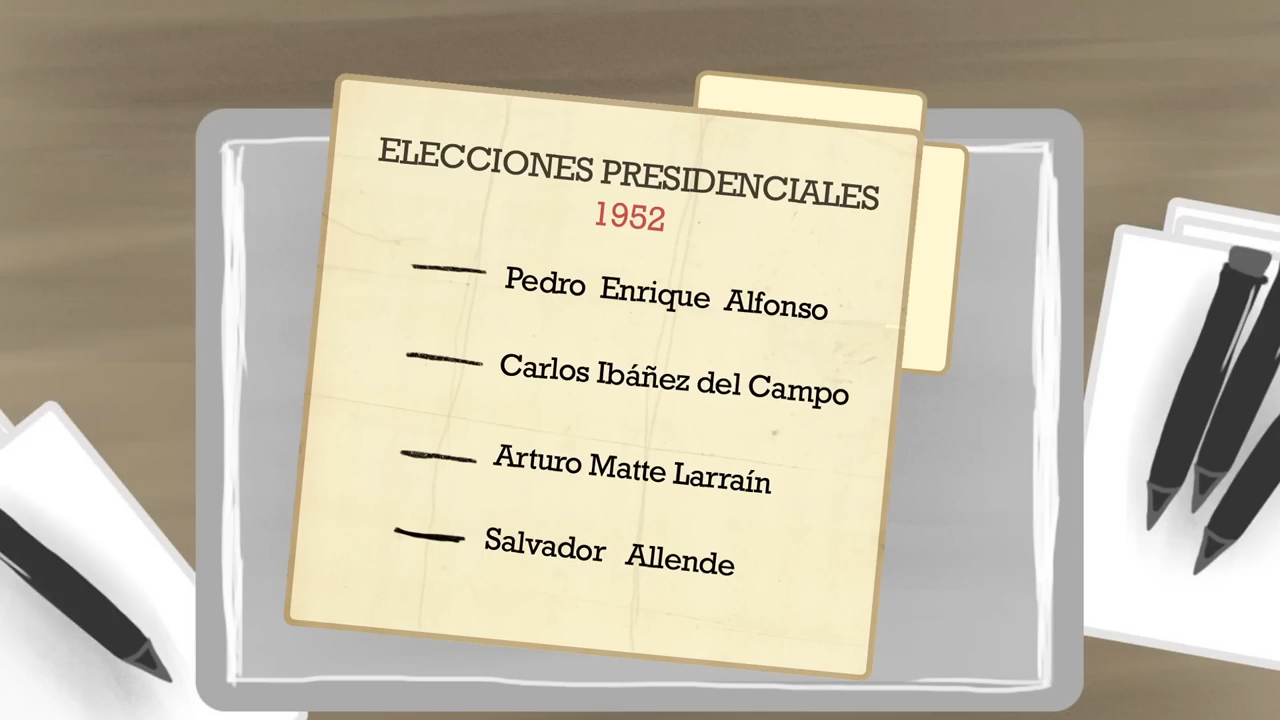 ELECCIONES PRESIDENCIALES
1952
Pedro Enrique Alfonso
Carlos Ibáñez del Campo
Arturo Matte Larraín
Salvador Allende